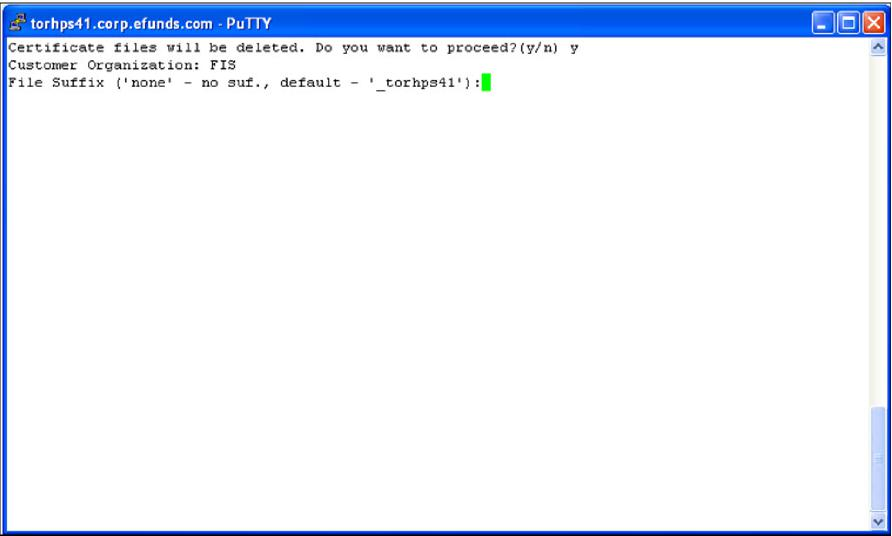 torhps41.corp.efunds.com - PuTTY
Certificate files will be deleted. Do you want to proceed?(y/n) y
Customer Organization: FIS
File Suffix ('none' - no suf., default - '_torhps41'):